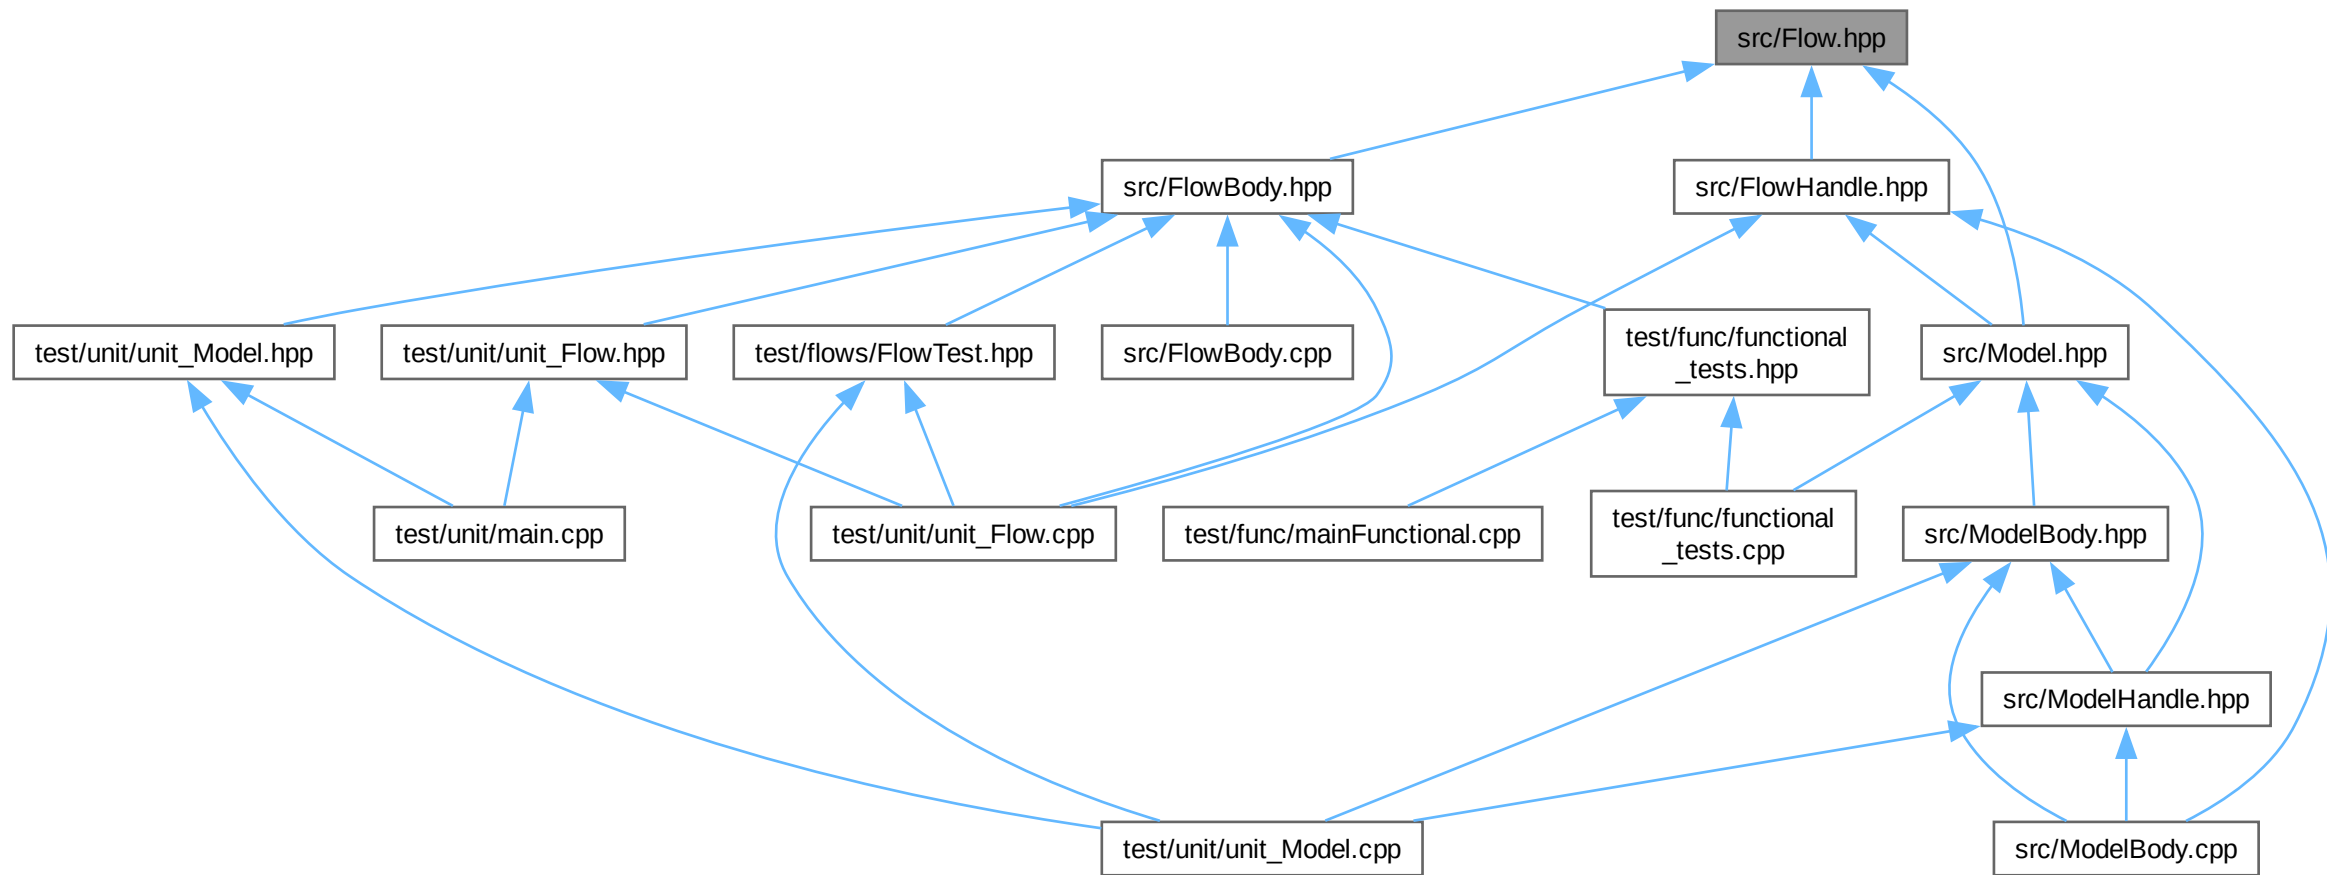 src/Flow.hpp
src/FlowBody.hpp
src/FlowHandle.hpp
test/unit/unit_Model.hpp
test/unit/unit_Flow.hpp
test/flows/FlowTest.hpp
src/FlowBody.cpp
test/func/functional
_tests.hpp
src/Model.hpp
test/unit/main.cpp
test/unit/unit_Flow.cpp
test/func/mainFunctional.cpp
test/func/functional
_tests.cpp
src/ModelBody.hpp
src/ModelHandle.hpp
test/unit/unit_Model.cpp
src/ModelBody.cpp